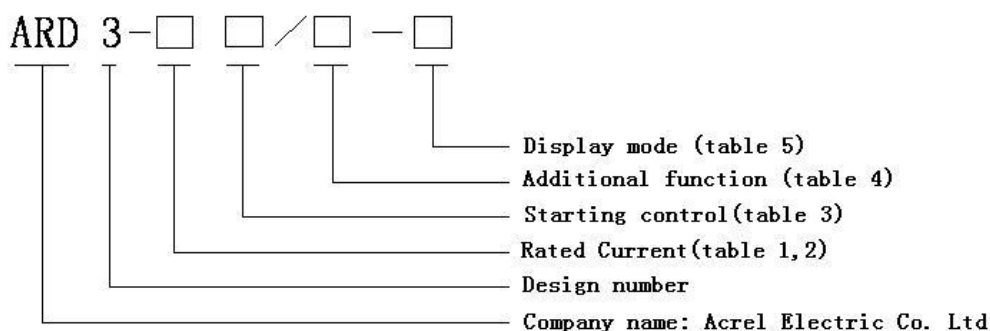 ARD 3-□ □/□ -□
Display mode (table 5)
Additional function (table 4)
Starting control(table 3)
Rated Current(table 1,2)
Design number
Company name: Acrel Electric Co. Ltd